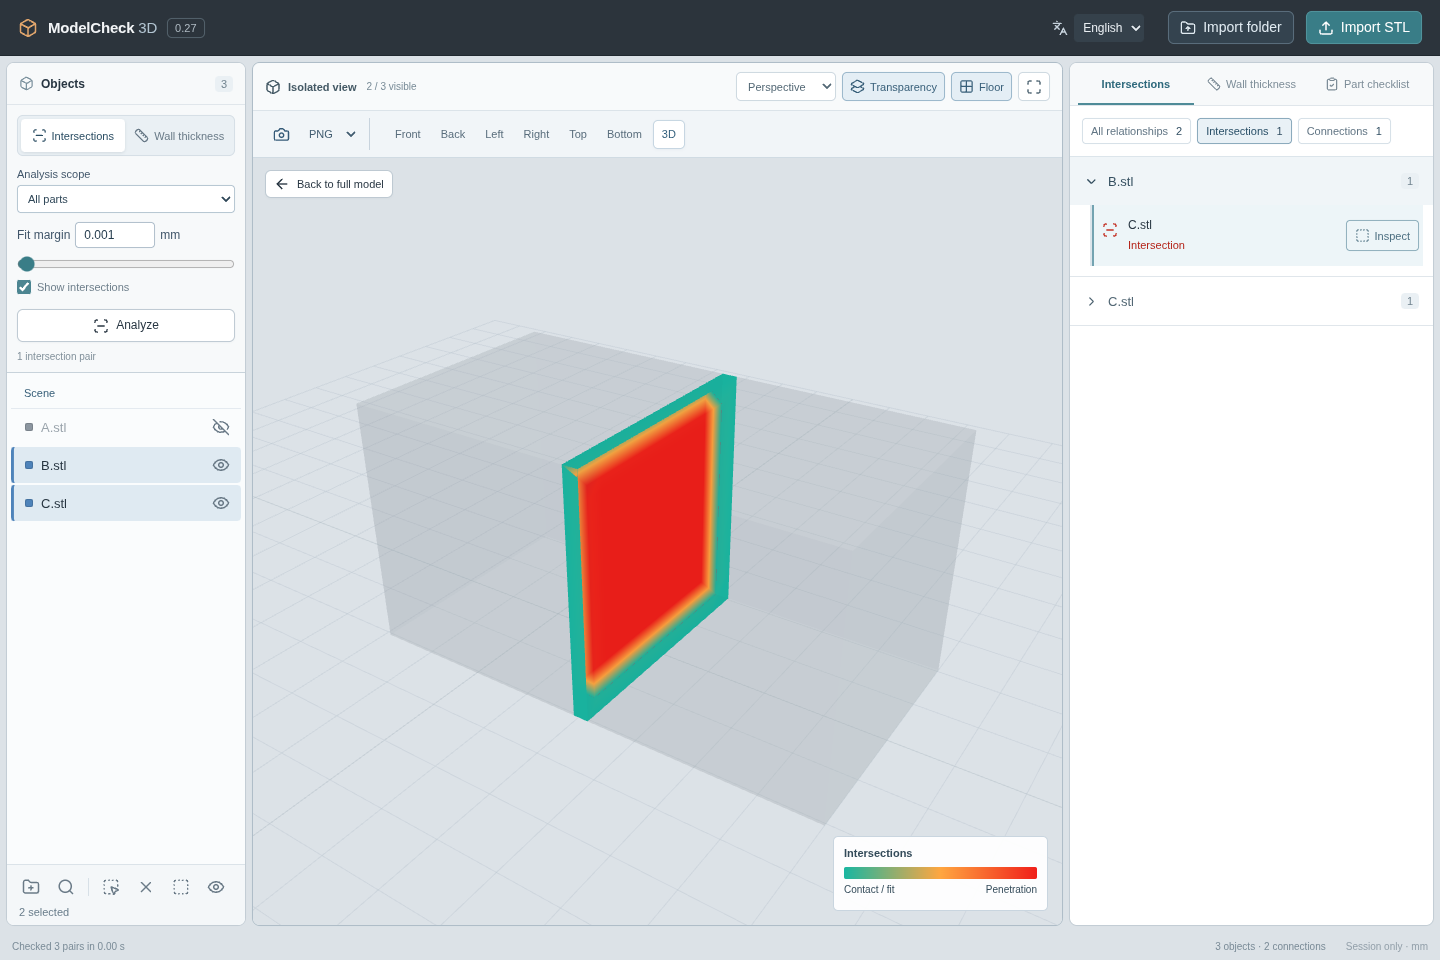 ModelCheck 3D 0.27
English
Import folder
Import STL
Objects 3
Intersections
Wall thickness
Analysis scope
All parts
Fit margin 0.001 mm
Show intersections
Analyze
1 intersection pair
Scene
A.stl
B.stl
C.stl
2 selected
Isolated view 2 / 3 visible
Perspective
Transparency
Floor
PNG
Front Back Left Right Top Bottom 3D
Back to full model
Intersections
Contact / fit Penetration
Intersections
Wall thickness
Part checklist
All relationships 2
Intersections 1
Connections 1
B.stl 1
C.stl
Intersection
Inspect
C.stl 1
Checked 3 pairs in 0.00 s
3 objects · 2 connections
Session only · mm